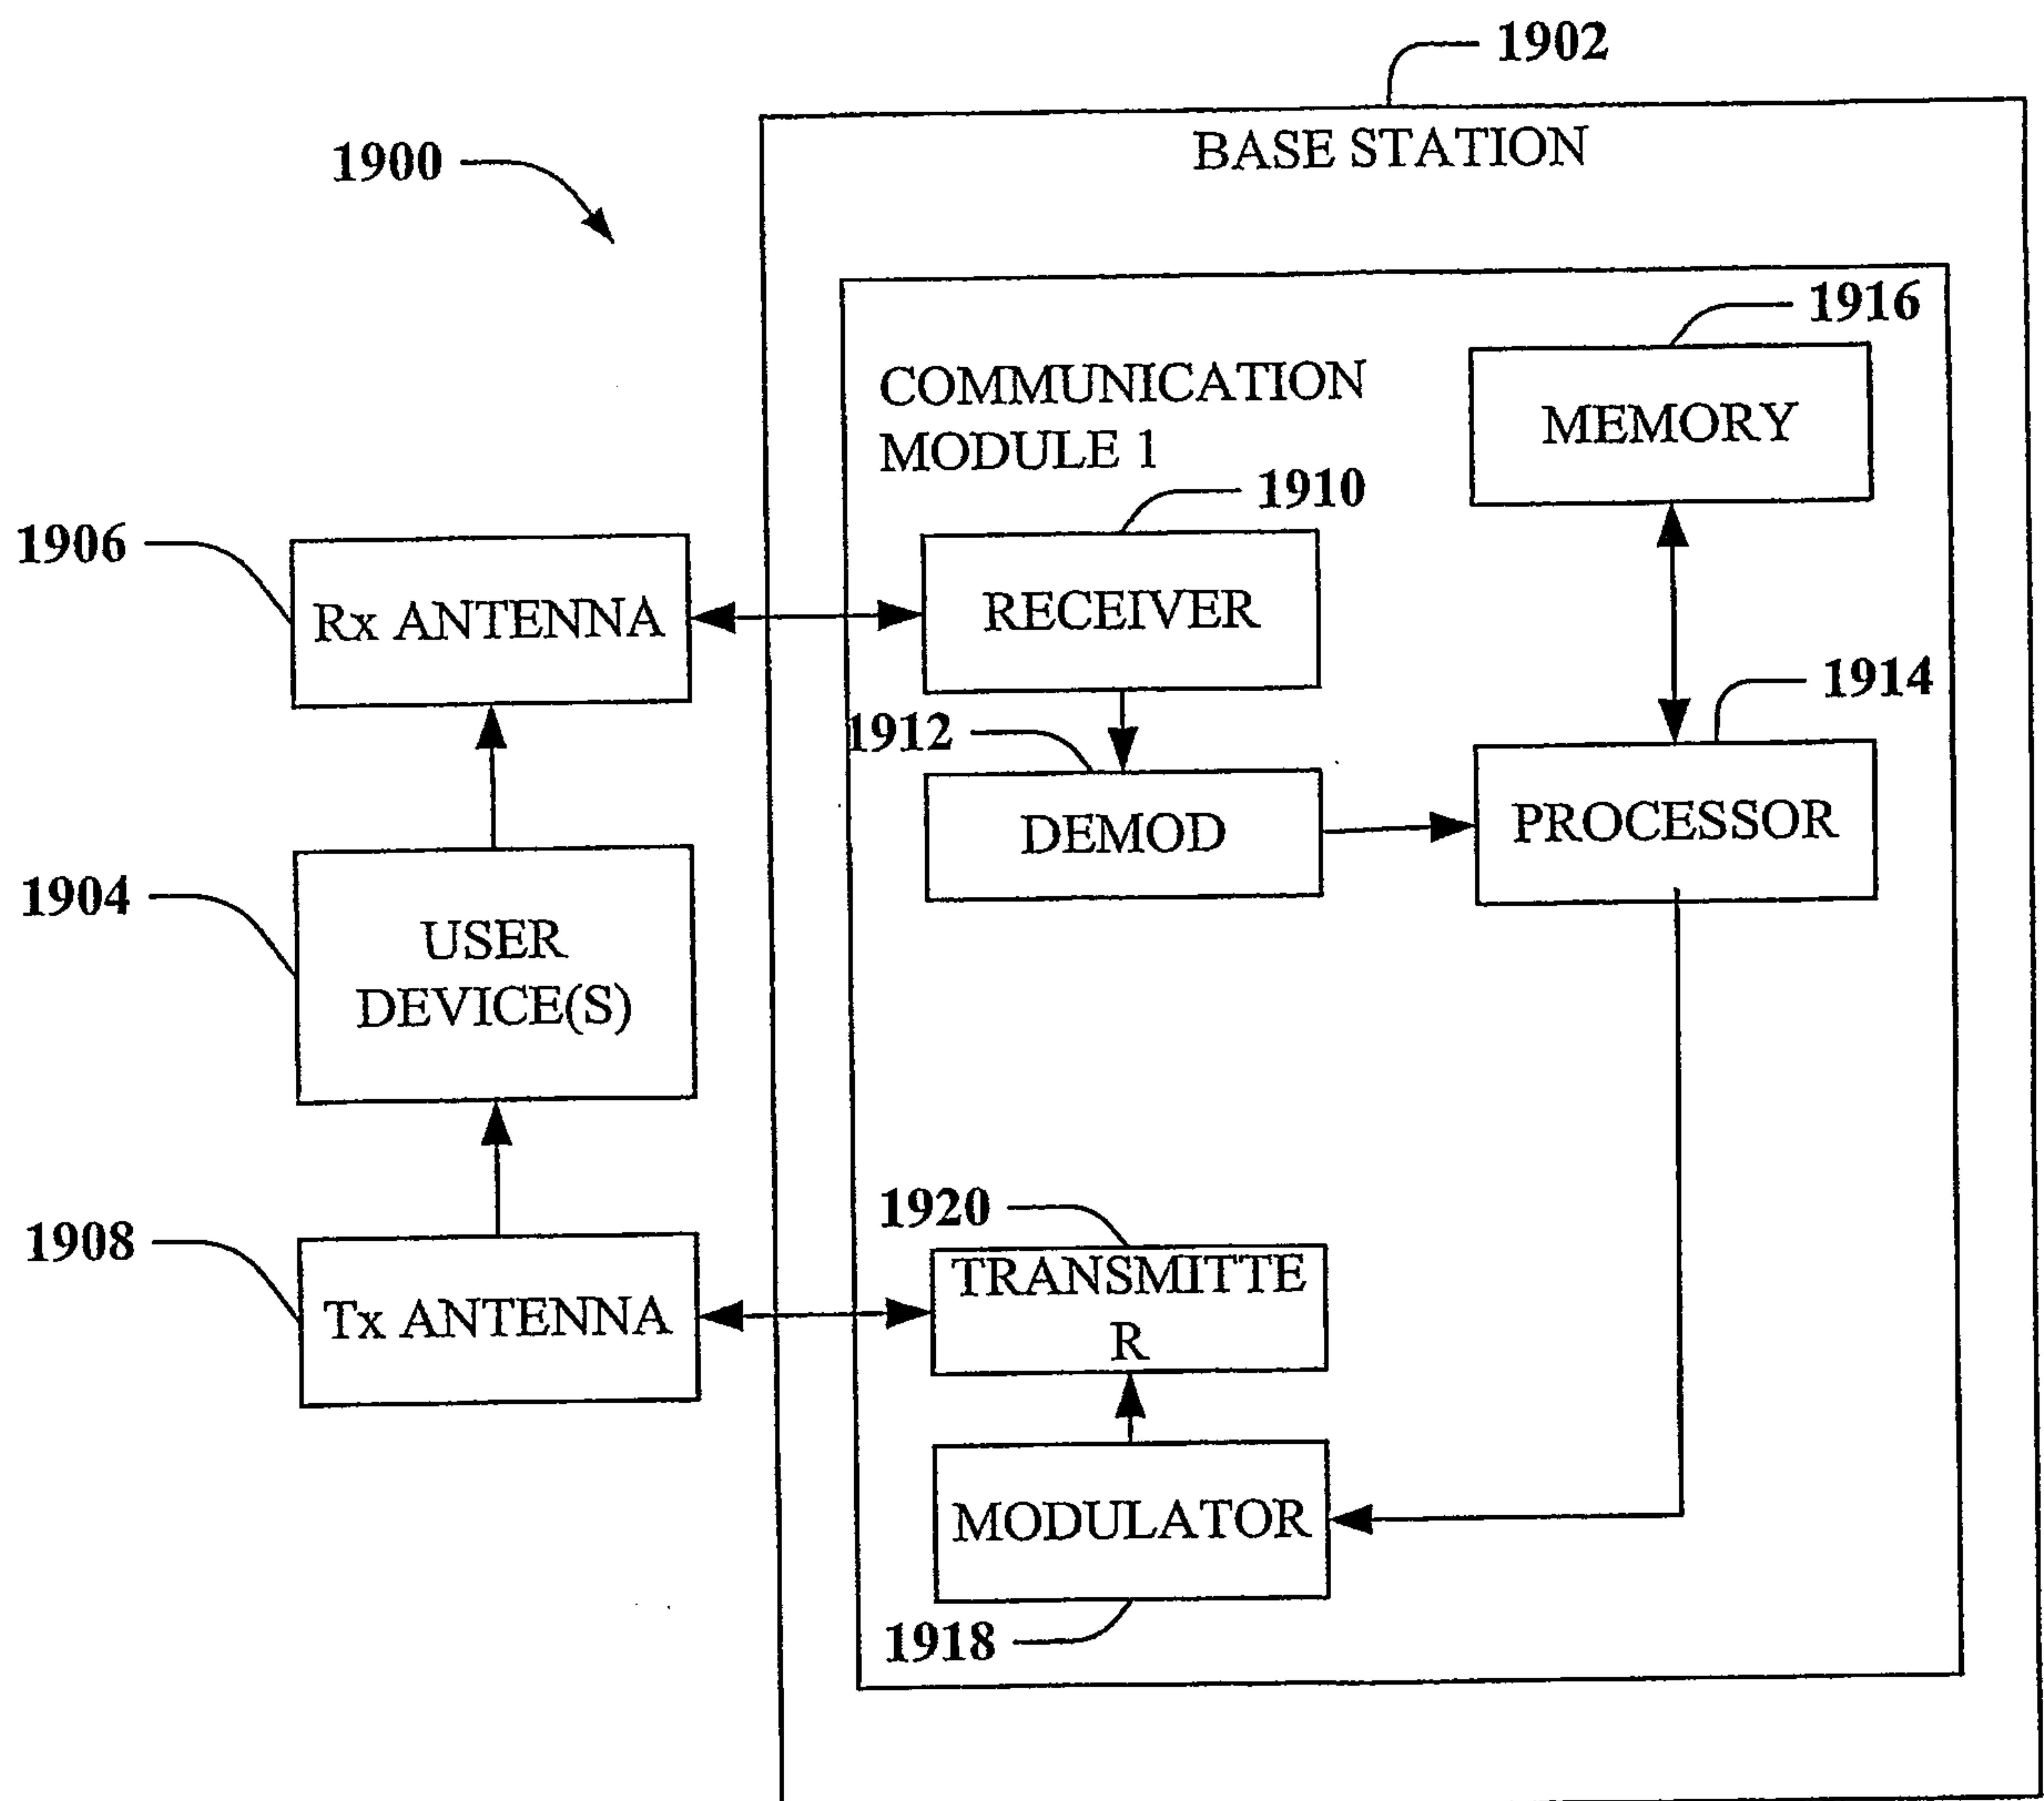 1902
BASE STATION
1900
1916
COMMUNICATION
MODULE 1
MEMORY
1910
1906
Rx ANTENNA
RECEIVER
1914
1912
DEMOD
PROCESSOR
1904
USER
DEVICE(S)
1920
1908
TRANSMITTE
R
Tx ANTENNA
MODULATOR
1918